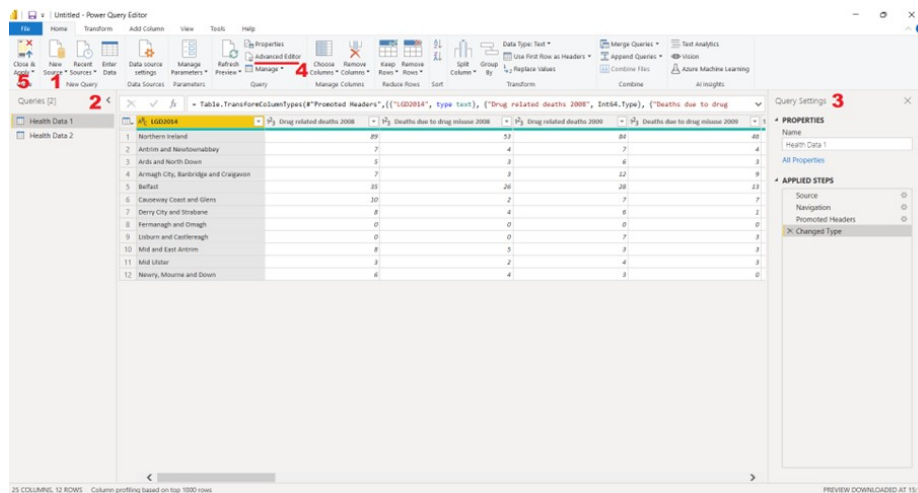 Untitled - Power Query Editor
File Home Transform Add Column View Tools Help
Close & Apply
New Source
Recent Sources
Enter Data
New Query
Data source settings
Data Sources
Manage Parameters
Parameters
Refresh Preview
Properties
Advanced Editor
Manage
Query
Choose Columns
Remove Columns
Manage Columns
Keep Rows
Remove Rows
Reduce Rows
Sort
Split Column
Group By
Data Type: Text
Use First Row as Headers
Replace Values
Transform
Merge Queries
Append Queries
Combine Files
Combine
Text Analytics
Vision
Azure Machine Learning
AI Insights
5 1 2 4 3
Queries [2]
Health Data 1
Health Data 2
= Table.TransformColumnTypes(#"Promoted Headers",{{"LGD2014", type text}, {"Drug related deaths 2008", Int64.Type}, {"Deaths due to drug
LGD2014 Drug related deaths 2008 Deaths due to drug misuse 2008 Drug related deaths 2009 Deaths due to drug misuse 2009
1 Northern Ireland 89 53 84 48
2 Antrim and Newtownabbey 7 4 7 4
3 Ards and North Down 5 3 6 3
4 Armagh City, Banbridge and Craigavon 7 3 12 9
5 Belfast 35 26 28 13
6 Causeway Coast and Glens 10 2 7 7
7 Derry City and Strabane 8 4 6 1
8 Fermanagh and Omagh 0 0 0 0
9 Lisburn and Castlereagh 0 0 7 3
10 Mid and East Antrim 8 5 3 3
11 Mid Ulster 3 2 4 3
12 Newry, Mourne and Down 6 4 3 0
Query Settings
PROPERTIES
Name
Health Data 1
All Properties
APPLIED STEPS
Source
Navigation
Promoted Headers
Changed Type
25 COLUMNS, 12 ROWS Column profiling based on top 1000 rows
PREVIEW DOWNLOADED AT 15: